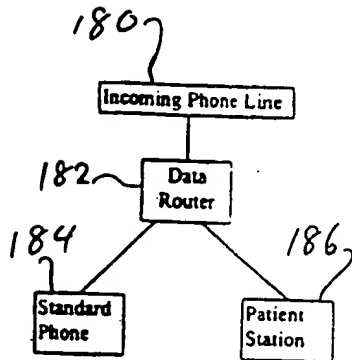 180
Incoming Phone Line
182
Data
Router
184
186
Standard
Phone
Patient
Station